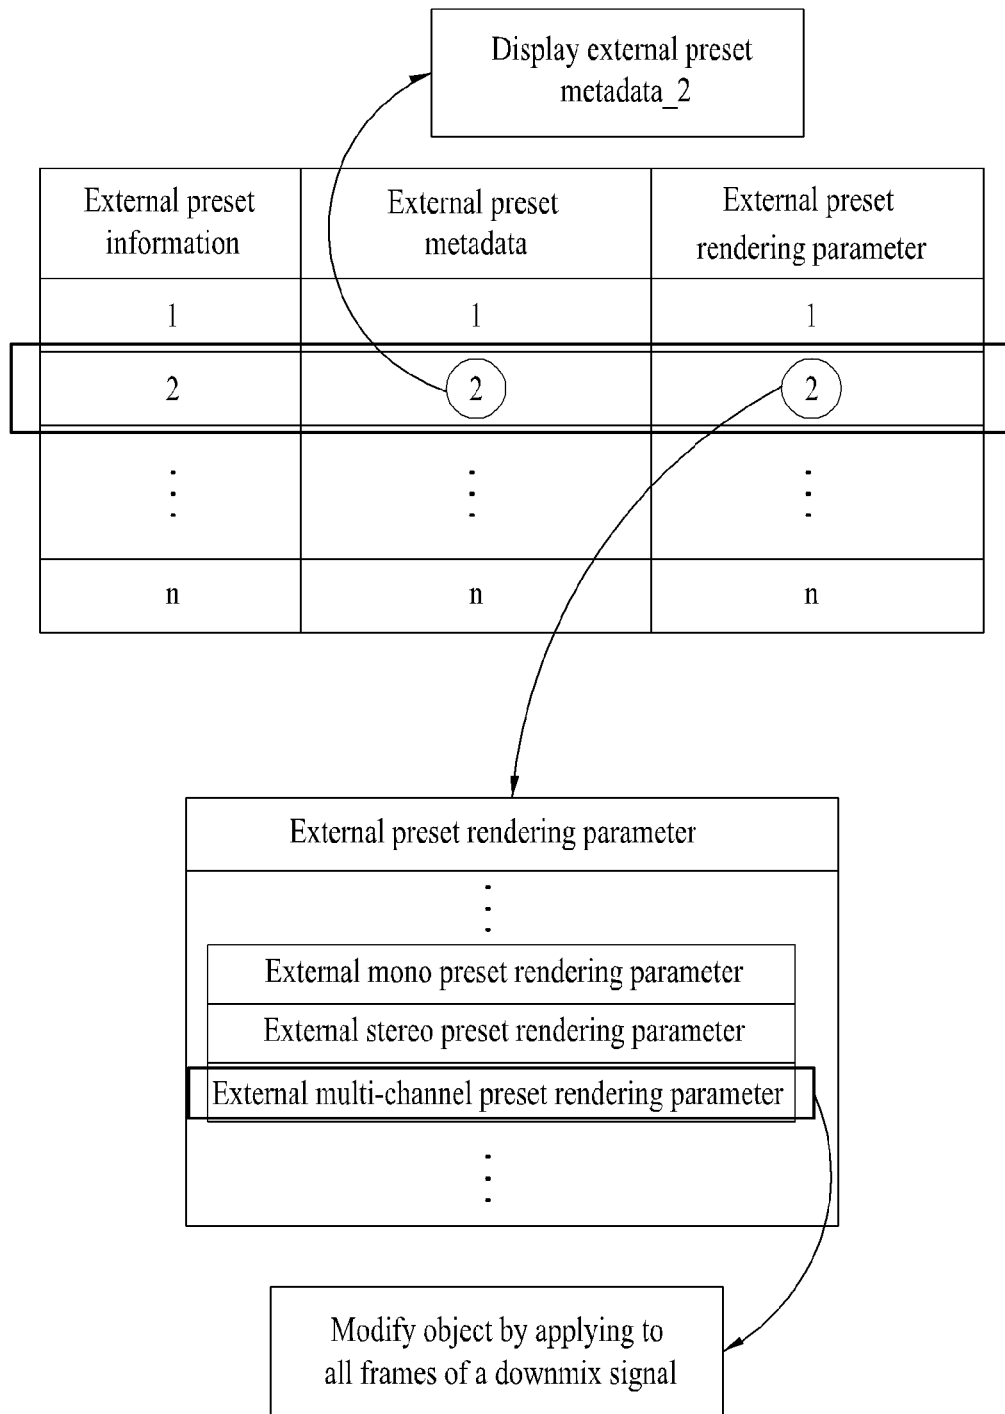 Display external preset
metadata_2
External preset
information
External preset
metadata
External preset
rendering parameter
1
1
1
2
2
2
n
n
n
External preset rendering parameter
External mono preset rendering parameter
External stereo preset rendering parameter
External multi-channel preset rendering parameter
Modify object by applying to
all frames of a downmix signal